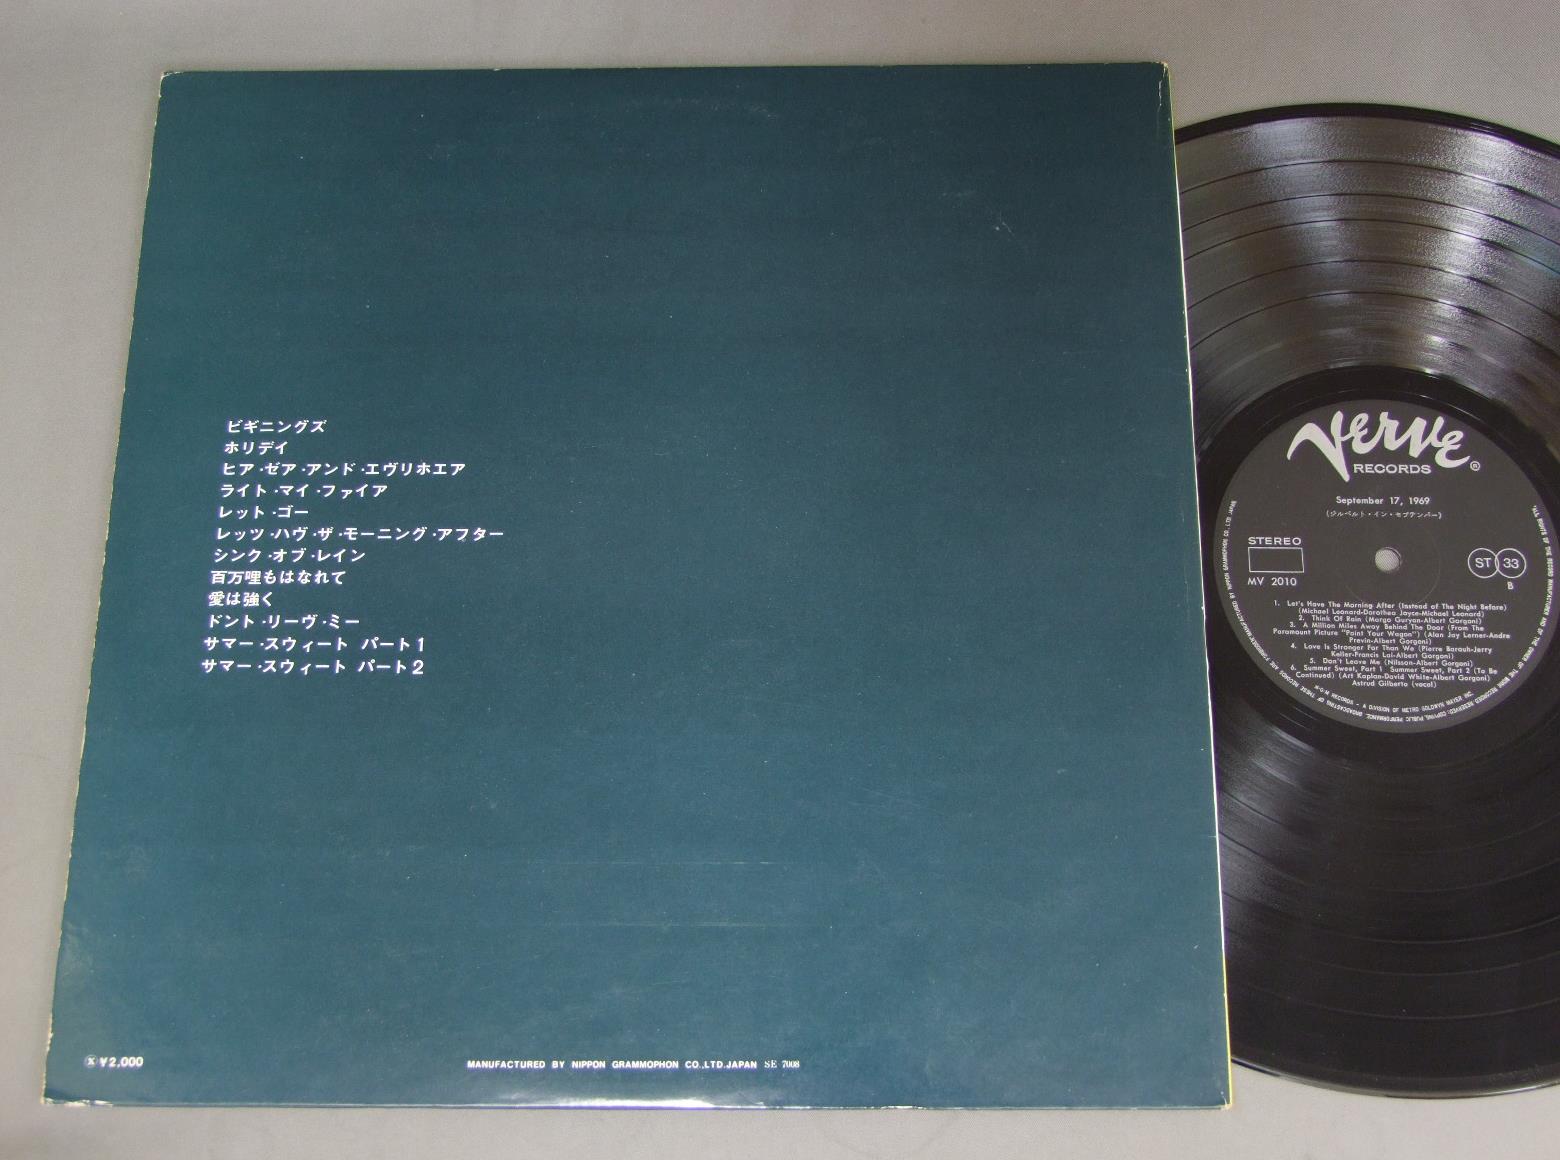 ビギニングズ
ホリデイ
ヒア·ゼア·アンド·エヴリホエア
ライト·マイ·ファイア
レット·ゴー
レッツ·ハヴ·ザ·モーニング·アフター
シンク·オブ·レイン
百万哩もはなれて
愛は強く
ドント·リーヴ·ミー
サマー·スウィート パート1
サマー·スウィート パート2
Ⓧ¥2,000
MANUFACTURED BY NIPPON GRAMMOPHON CO.,LTD.JAPAN SE 7008
Verve
RECORDS ®
September 17, 1969
(ジルベルト・イン・セプテンバー)
STEREO
MV 2010
ST 33
B
1. Let's Have The Morning After (Instead of The Night Before)
(Michael Leonard-Dorothea Joyce-Michael Leonard)
2. Think Of Rain (Margo Guryan-Albert Gorgoni)
3. A Million Miles Away Behind The Door (From The
Paramount Picture "Paint Your Wagon") (Alan Jay Lerner-Andre
Previn-Albert Gorgoni)
4. Love Is Stronger Far Than We (Pierre Barouh-Jerry
Keller-Francis Lai-Albert Gorgoni)
5. Don't Leave Me (Nilsson-Albert Gorgoni)
6. Summer Sweet, Part 1 Summer Sweet, Part 2 (To Be
Continued) (Art Kaplan-David White-Albert Gorgoni)
Astrud Gilberto (vocal)
M-G-M RECORDS - A DIVISION OF METRO GOLDWYN MAYER INC.